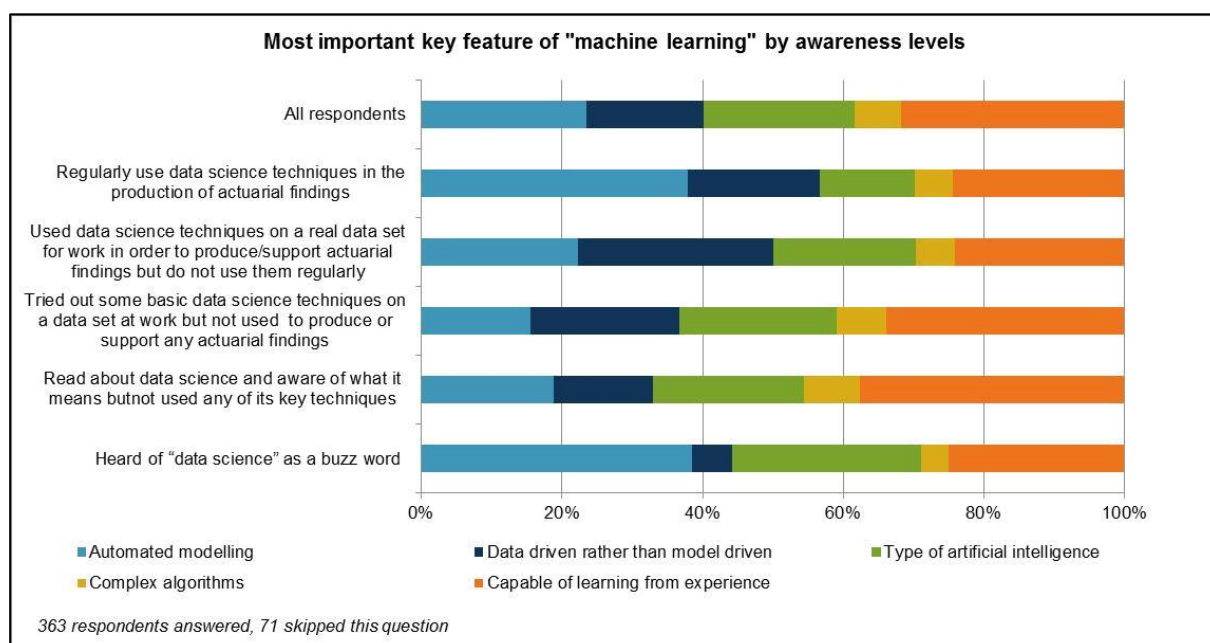 Most important key feature of "machine learning" by awareness levels
All respondents
Regularly use data science techniques in the
production of actuarial findings
Used data science techniques on a real data set
for work in order to produce/support actuarial
findings but do not use them regularly
Tried out some basic data science techniques on
a data set at work but not used to produce or
support any actuarial findings
Read about data science and aware of what it
means butnot used any of its key techniques
Heard of “data science” as a buzz word
0% 20% 40% 60% 80% 100%
Automated modelling Data driven rather than model driven Type of artificial intelligence
Complex algorithms Capable of learning from experience
363 respondents answered, 71 skipped this question